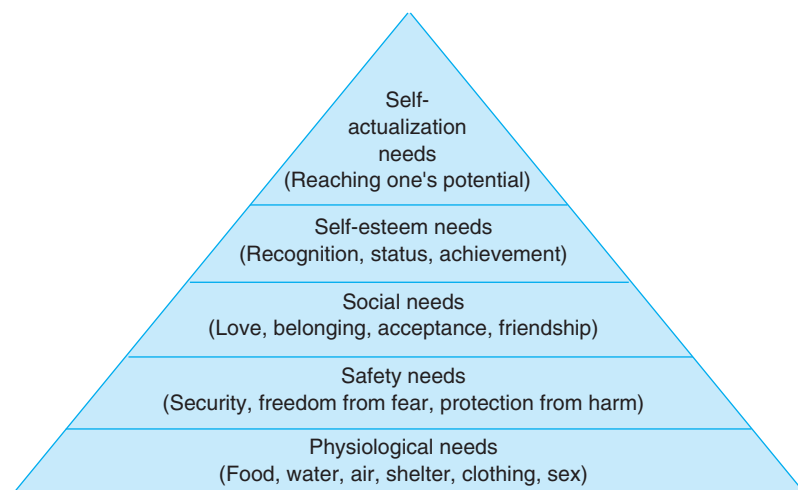 Self-
actualization
needs
(Reaching one's potential)
Self-esteem needs
(Recognition, status, achievement)
Social needs
(Love, belonging, acceptance, friendship)
Safety needs
(Security, freedom from fear, protection from harm)
Physiological needs
(Food, water, air, shelter, clothing, sex)